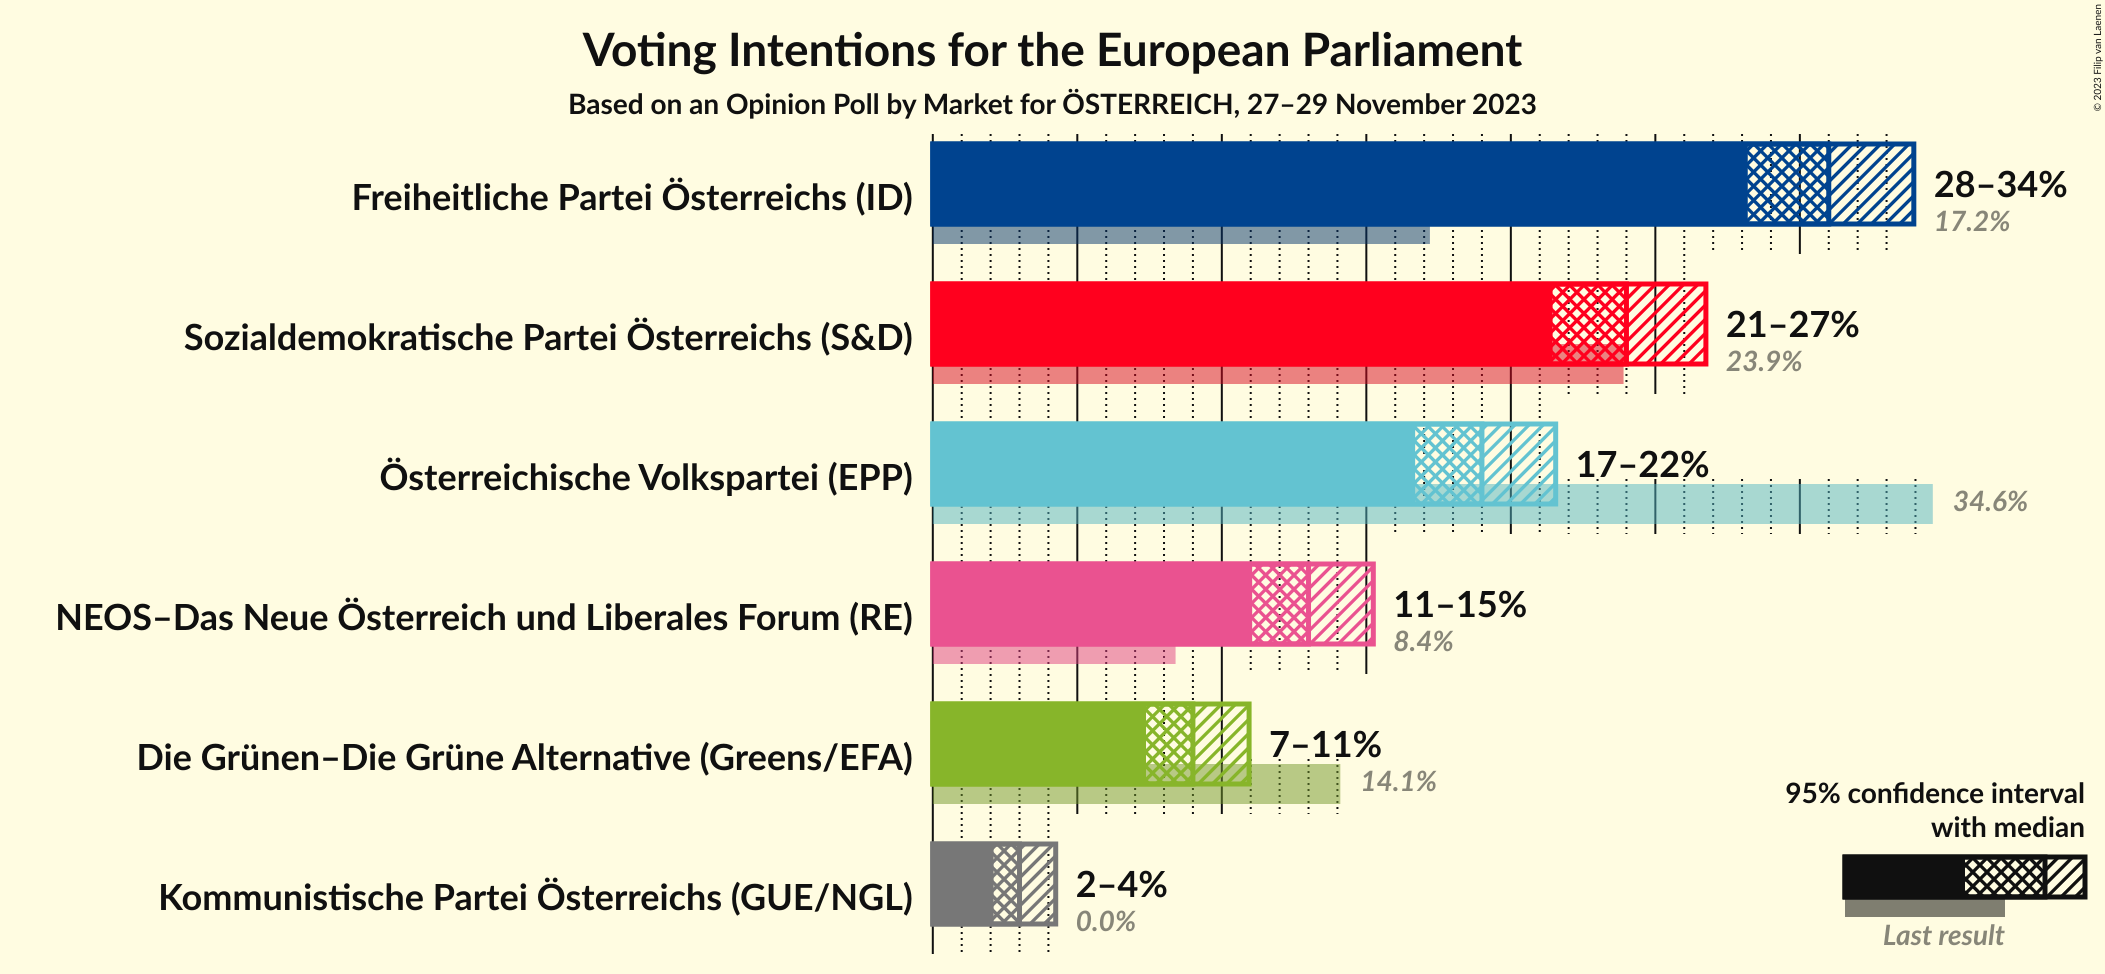 Voting Intentions for the European Parliament
Based on an Opinion Poll by Market for ÖSTERREICH, 27–29 November 2023
© 2023 Filip van Laenen
Freiheitliche Partei Österreichs (ID)
28–34%
17.2%
Sozialdemokratische Partei Österreichs (S&D)
21–27%
23.9%
Österreichische Volkspartei (EPP)
17–22%
34.6%
NEOS–Das Neue Österreich und Liberales Forum (RE)
11–15%
8.4%
Die Grünen–Die Grüne Alternative (Greens/EFA)
7–11%
14.1%
Kommunistische Partei Österreichs (GUE/NGL)
2–4%
0.0%
95% confidence interval
with median
Last result